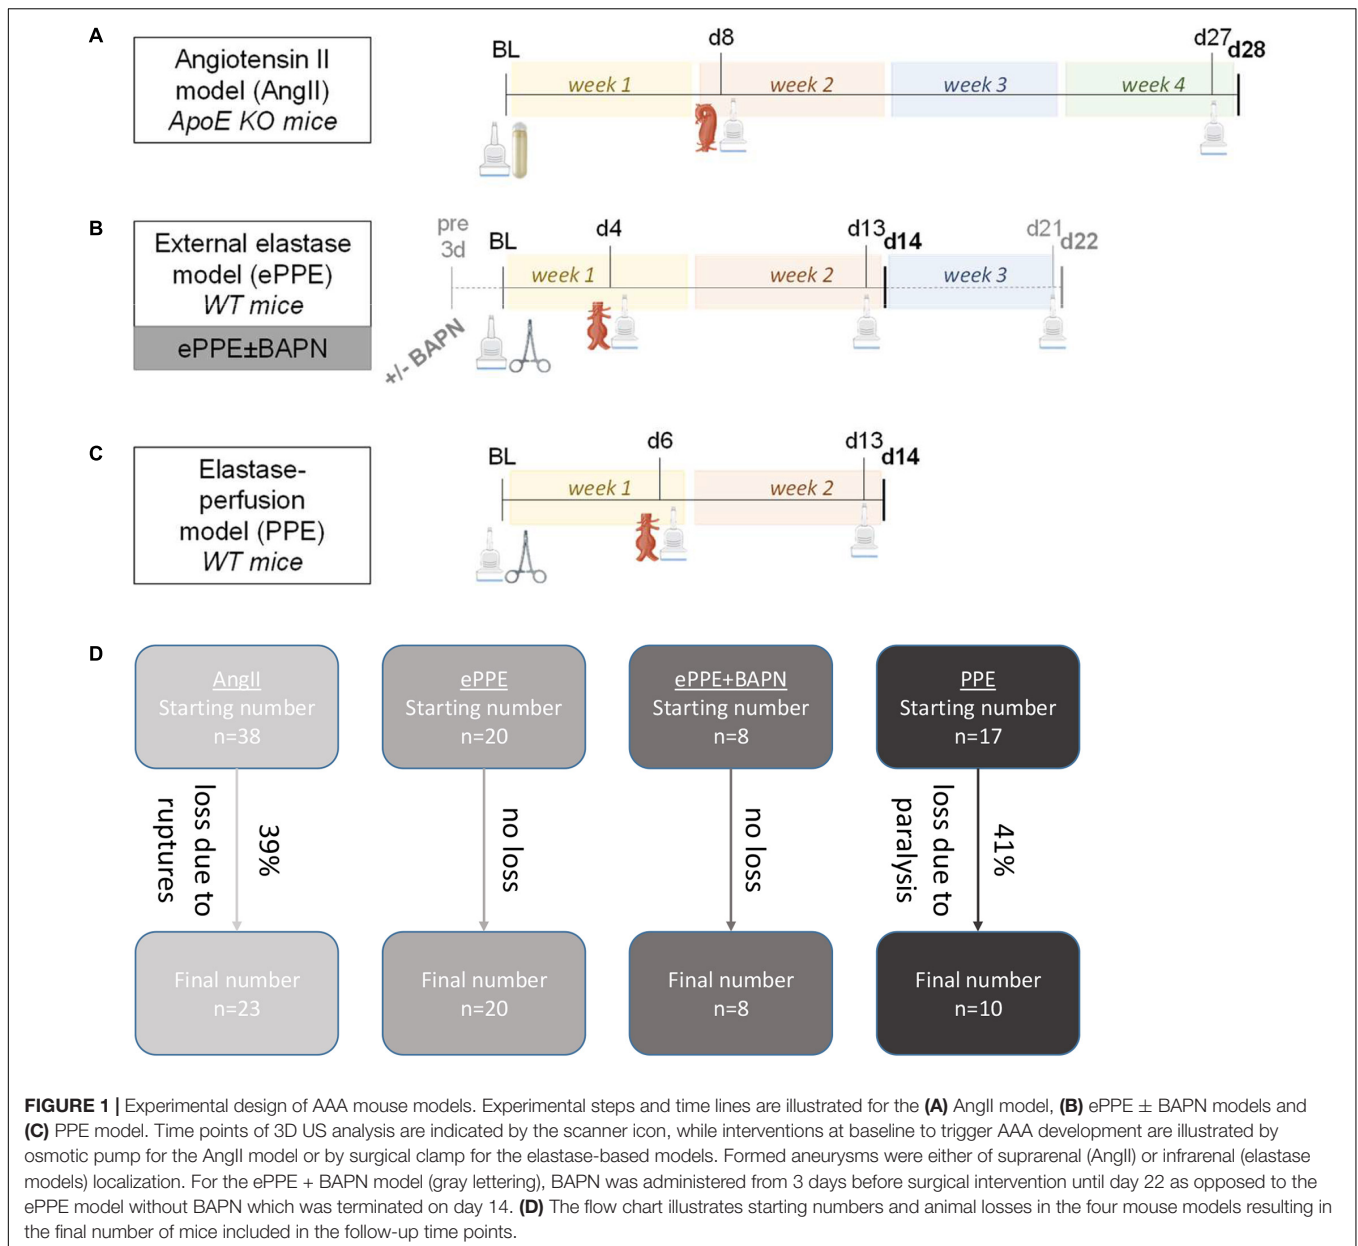 A
Angiotensin II
model (AngII)
ApoE KO mice
BL
d8
d27
d28
week 1
week 2
week 3
week 4
B
External elastase
model (ePPE)
WT mice
ePPE±BAPN
pre
3d
+/- BAPN
BL
d4
d13
d14
d21
d22
week 1
week 2
week 3
C
Elastase-
perfusion
model (PPE)
WT mice
BL
d6
d13
d14
week 1
week 2
D
AngII
Starting number
n=38
ePPE
Starting number
n=20
ePPE+BAPN
Starting number
n=8
PPE
Starting number
n=17
39%
loss due to
ruptures
no loss
no loss
41%
loss due to
paralysis
Final number
n=23
Final number
n=20
Final number
n=8
Final number
n=10
FIGURE 1 | Experimental design of AAA mouse models. Experimental steps and time lines are illustrated for the (A) AngII model, (B) ePPE ± BAPN models and
(C) PPE model. Time points of 3D US analysis are indicated by the scanner icon, while interventions at baseline to trigger AAA development are illustrated by
osmotic pump for the AngII model or by surgical clamp for the elastase-based models. Formed aneurysms were either of suprarenal (AngII) or infrarenal (elastase
models) localization. For the ePPE + BAPN model (gray lettering), BAPN was administered from 3 days before surgical intervention until day 22 as opposed to the
ePPE model without BAPN which was terminated on day 14. (D) The flow chart illustrates starting numbers and animal losses in the four mouse models resulting in
the final number of mice included in the follow-up time points.